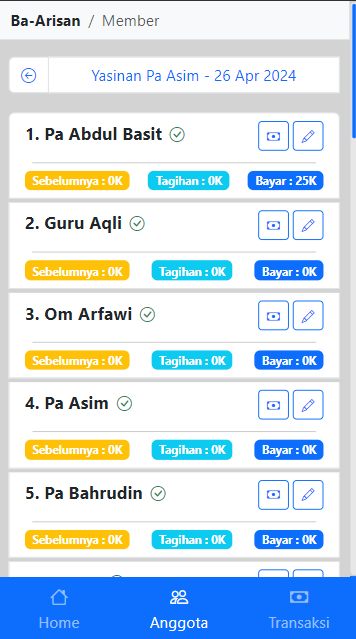 Ba-Arisan / Member
Yasinan Pa Asim - 26 Apr 2024
1. Pa Abdul Basit
Sebelumnya : 0K Tagihan : 0K Bayar : 25K
2. Guru Aqli
Sebelumnya : 0K Tagihan : 0K Bayar : 0K
3. Om Arfawi
Sebelumnya : 0K Tagihan : 0K Bayar : 0K
4. Pa Asim
Sebelumnya : 0K Tagihan : 0K Bayar : 0K
5. Pa Bahrudin
Sebelumnya : 0K Tagihan : 0K Bayar : 0K
Home Anggota Transaksi